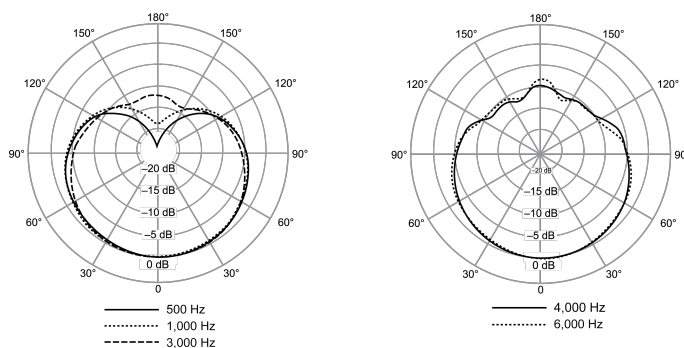 180°
150°
150°
120°
120°
90°
90°
60°
60°
30°
30°
0
–20 dB
–15 dB
–10 dB
–5 dB
0 dB
500 Hz
1,000 Hz
3,000 Hz
180°
150°
150°
120°
120°
90°
90°
60°
60°
30°
30°
0
–20 dB
–15 dB
–10 dB
–5 dB
0 dB
4,000 Hz
6,000 Hz